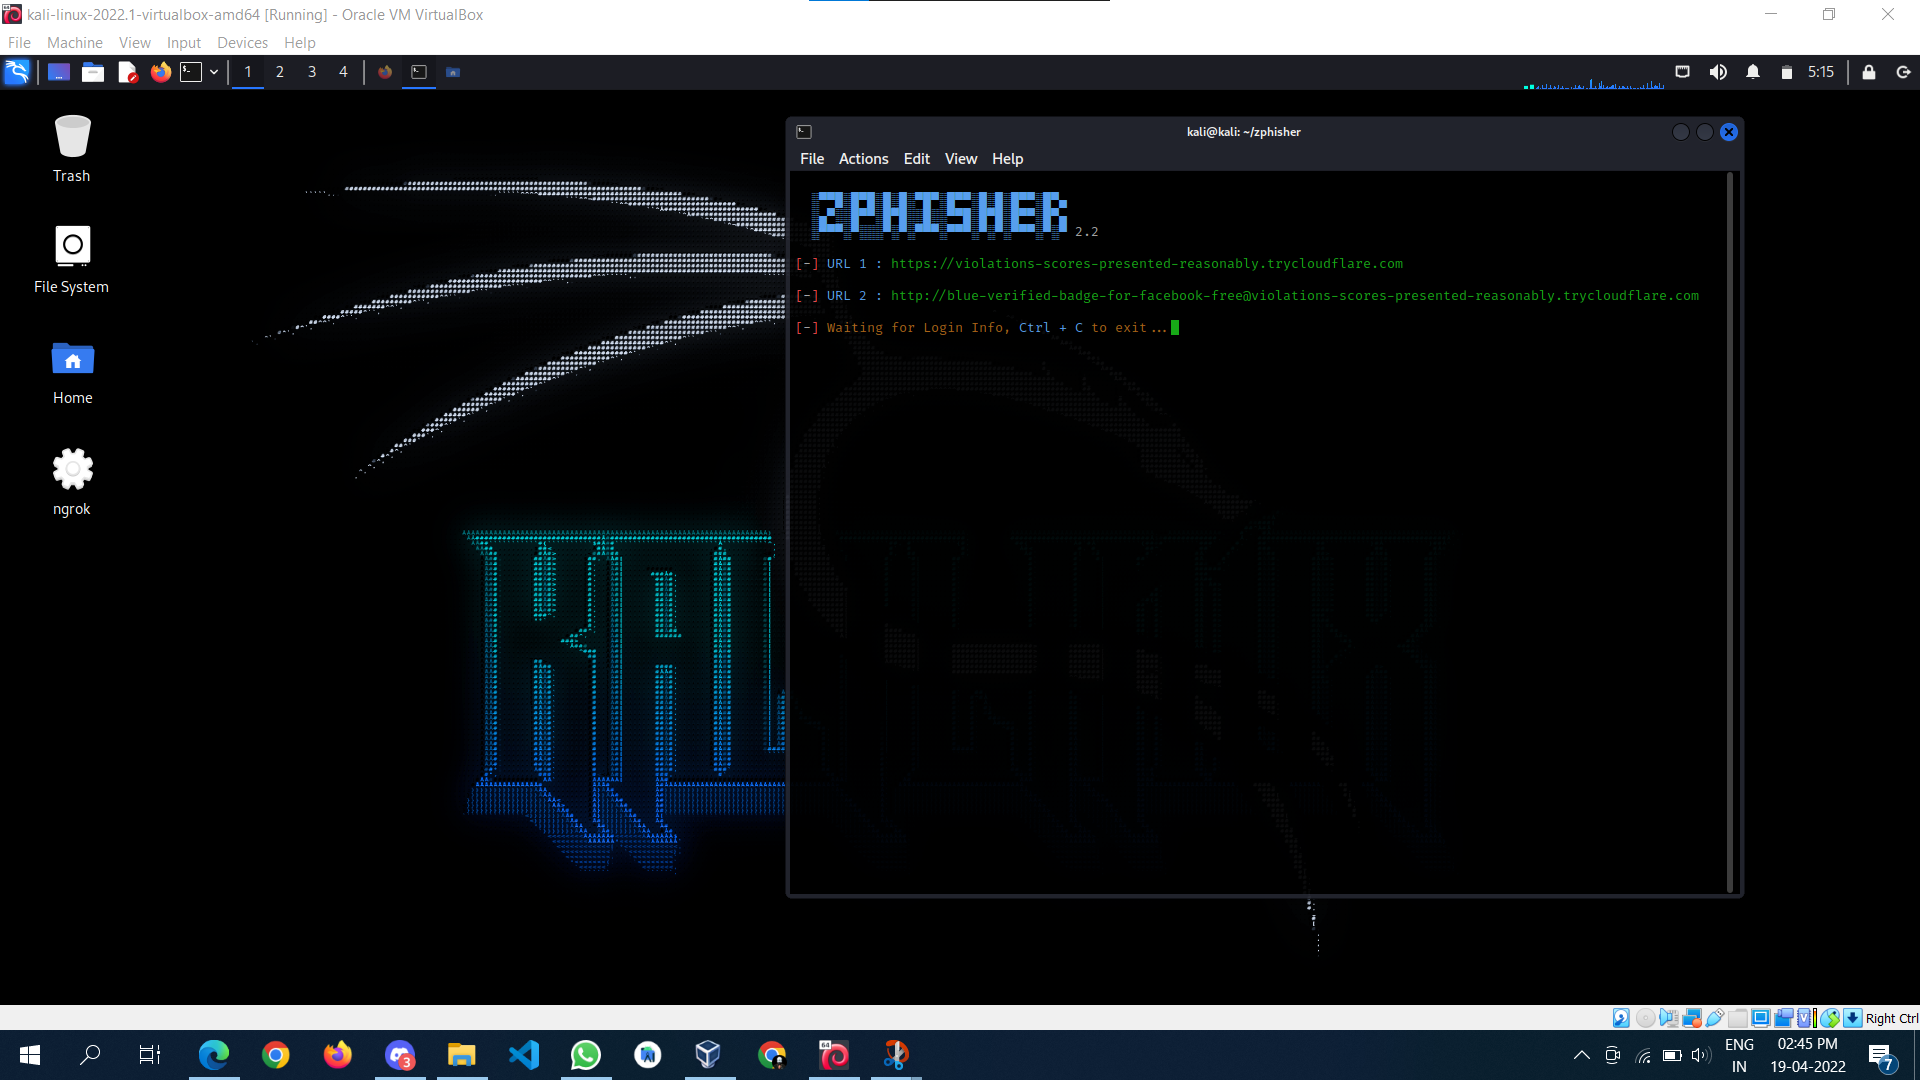 kali-linux-2022.1-virtualbox-amd64 [Running] - Oracle VM VirtualBox
File Machine View Input Devices Help
1 2 3 4
5:15
Trash
File System
Home
ngrok
kali@kali: ~/zphisher
File Actions Edit View Help
ZPHISHER 2.2
[-] URL 1 : https://violations-scores-presented-reasonably.trycloudflare.com
[-] URL 2 : http://blue-verified-badge-for-facebook-free@violations-scores-presented-reasonably.trycloudflare.com
[-] Waiting for Login Info, Ctrl + C to exit...
KAL
Right Ctrl
64
3
ENG
IN
02:45 PM
19-04-2022
7